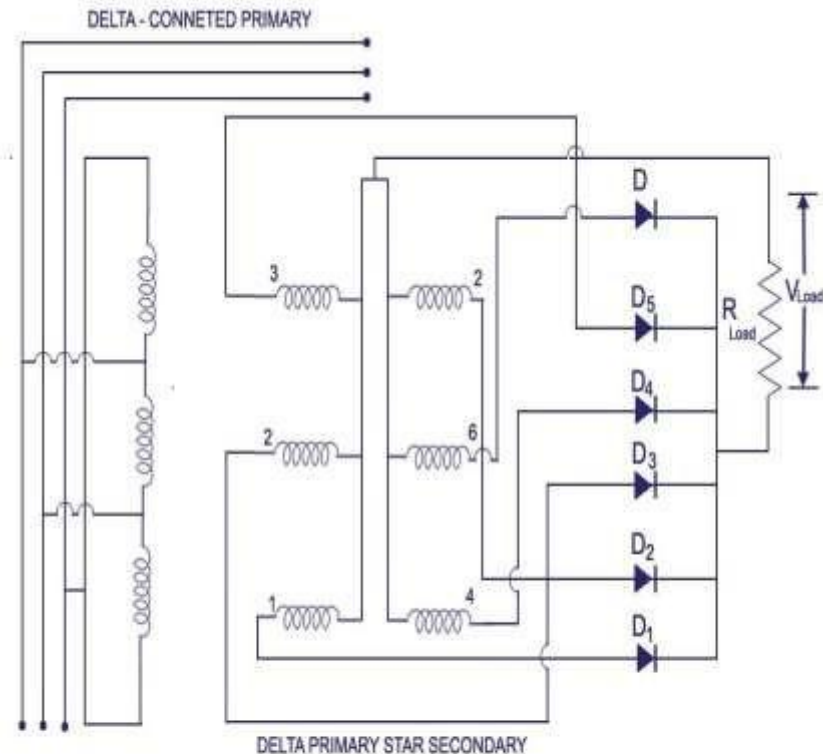 DELTA - CONNETED PRIMARY
D
3
2
D5
R
Load
VLoad
D4
2
6
D3
D2
1
4
D1
DELTA PRIMARY STAR SECONDARY